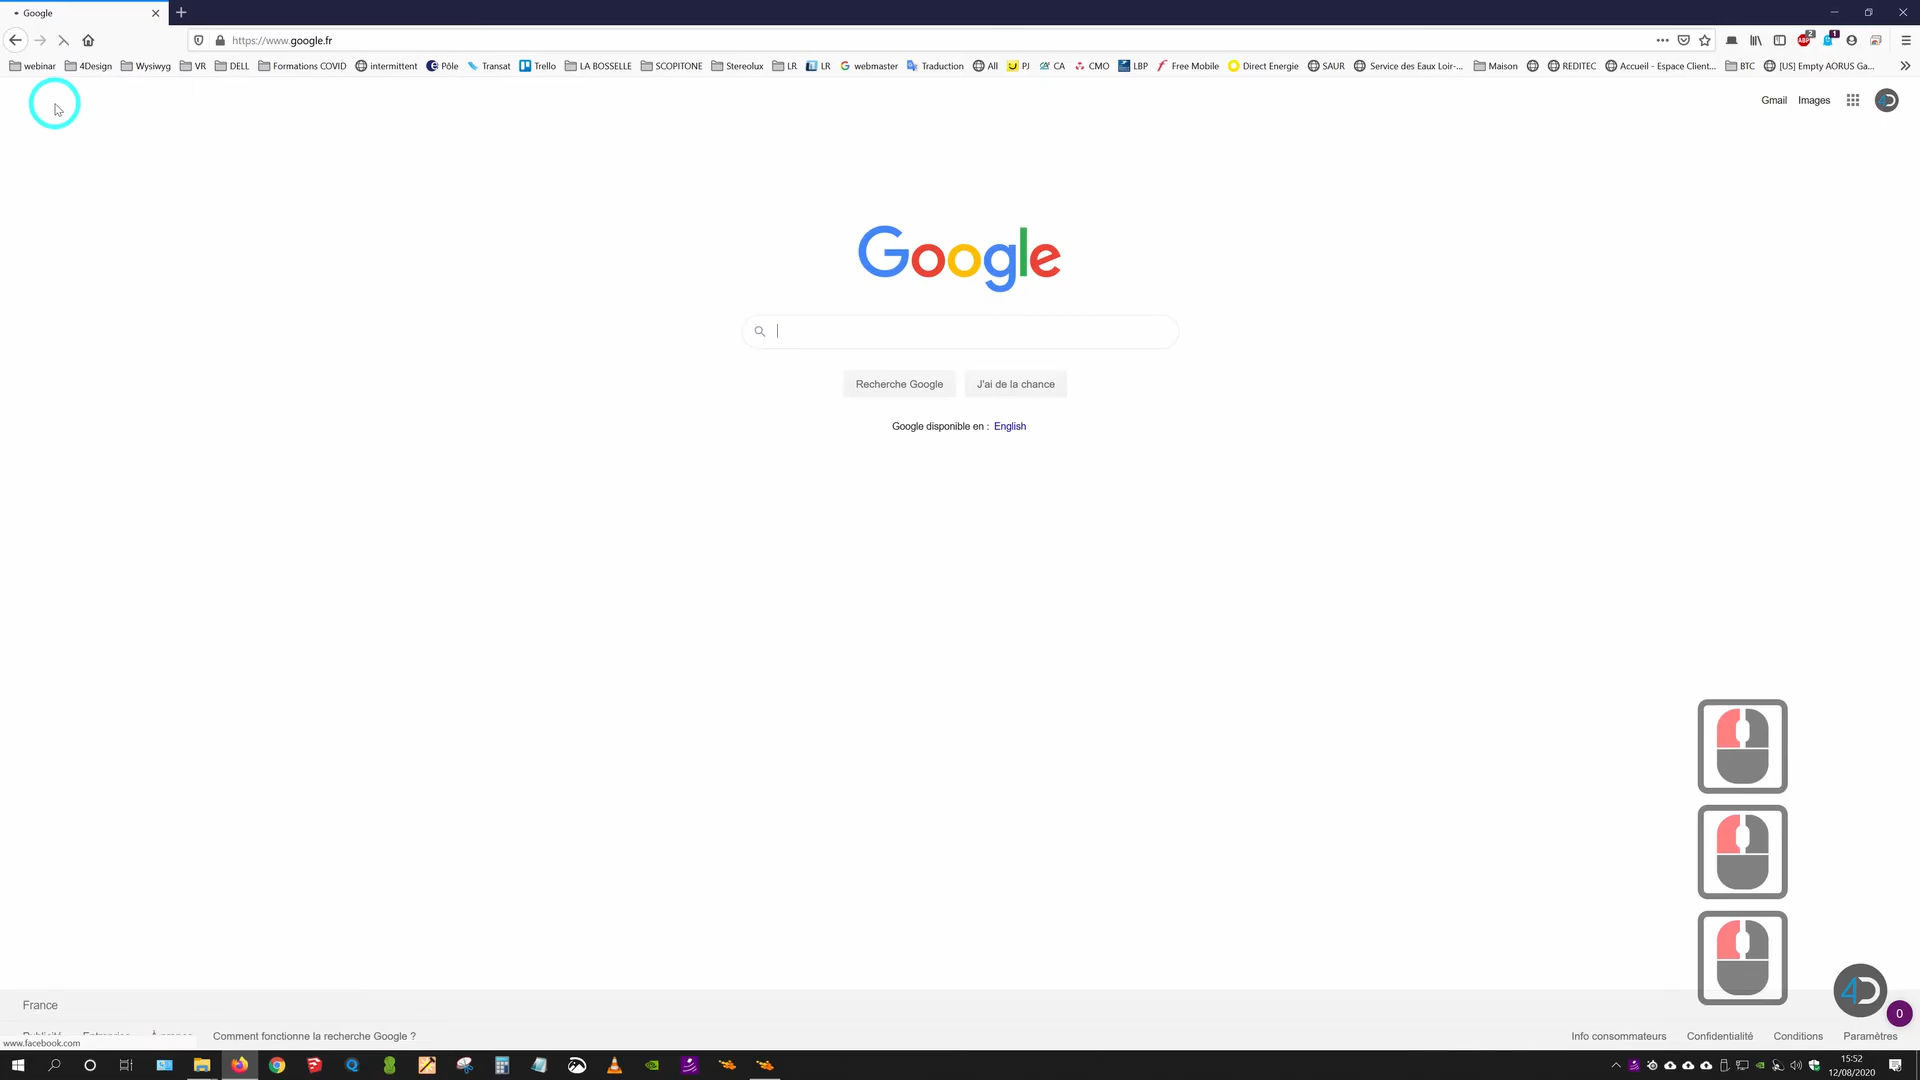 Google
https://www.google.fr
2
1
webinar 4Design Wysiwyg VR DELL Formations COVID intermittent Pôle Transat Trello LA BOSSELLE SCOPITONE Stereolux LR LR webmaster Traduction All PJ CA CMO LBP Free Mobile Direct Energie SAUR Service des Eaux Loir-... Maison REDITEC Accueil - Espace Client... BTC [US] Empty AORUS Ga...
Gmail Images
4D
Google
Recherche Google J'ai de la chance
Google disponible en : English
4D
0
France
Comment fonctionne la recherche Google ? Info consommateurs Confidentialité Conditions Paramètres
www.facebook.com
15:52
12/08/2020